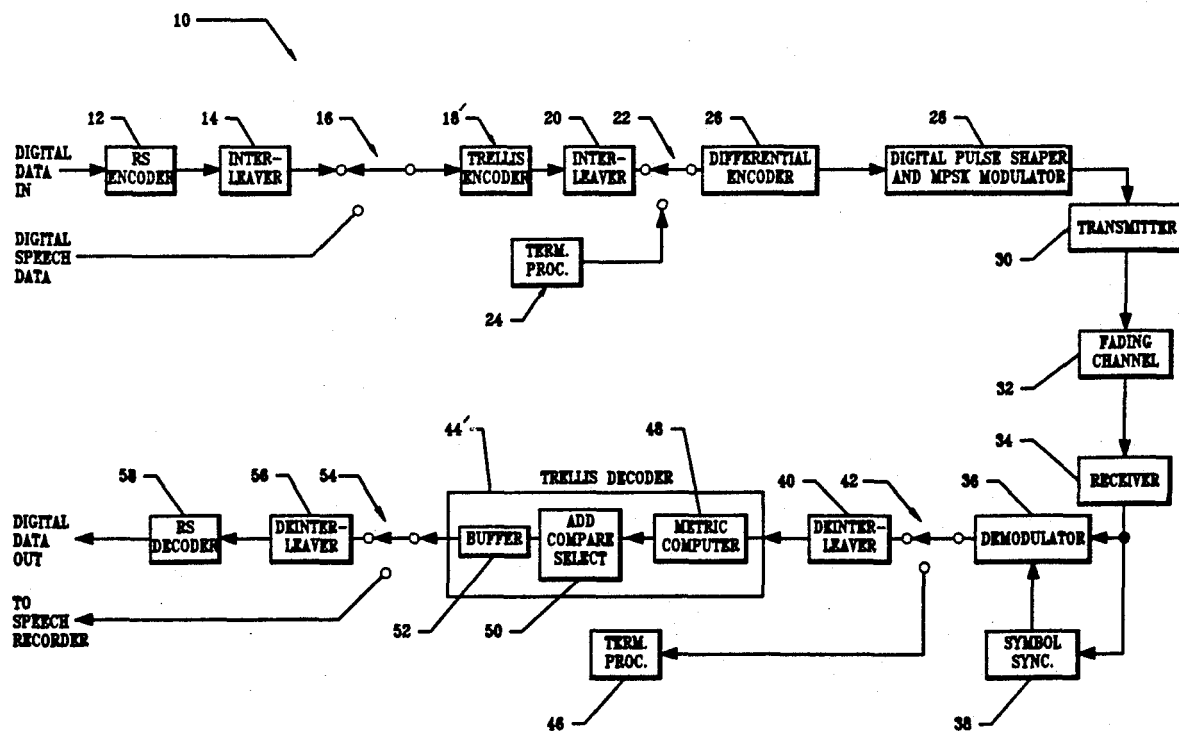 10
12
14
16
18'
20
22
26
28
DIGITAL
DATA
IN
RS
ENCODER
INTER-
LEAVER
TRELLIS
ENCODER
INTER-
LEAVER
DIFFERENTIAL
ENCODER
DIGITAL PULSE SHAPER
AND MPSK MODULATOR
DIGITAL
SPEECH
DATA
TERM.
PROC.
24
TRANSMITTER
30
FADING
CHANNEL
32
34
RECEIVER
58
56
54
44'
48
40
42
36
TRELLIS DECODER
DIGITAL
DATA
OUT
RS
DECODER
DEINTER-
LEAVER
BUFFER
ADD
COMPARE
SELECT
METRIC
COMPUTER
DEINTER-
LEAVER
DEMODULATOR
52
50
TO
SPEECH
RECORDER
TERM.
PROC.
46
SYMBOL
SYNC.
38